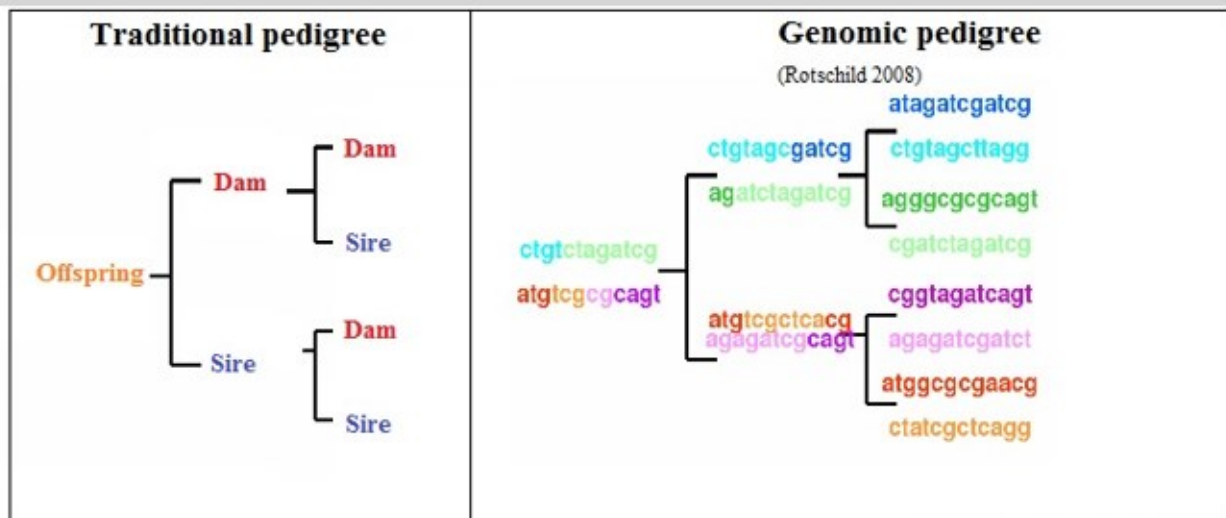 Traditional pedigree
Dam
Dam
Sire
Offspring
Dam
Sire
Sire
Genomic pedigree
(Rotschild 2008)
atagatcgatcg
ctgtagcgatcg
ctgtagcttagg
agatctagatcg
agggcgcgcagt
cgatctagatcg
ctgtctagatcg
atgtcgcgcagt
cggtagatcagt
atgtcgctcacg
agagatcgcagt
agagatcgatct
atggcgcgaacg
ctatcgctcagg